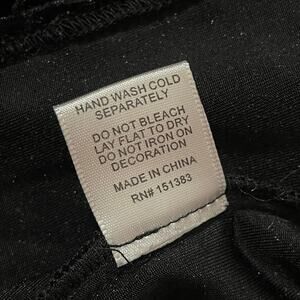 HAND WASH COLD
SEPARATELY
DO NOT BLEACH
LAY FLAT TO DRY
DO NOT IRON ON
DECORATION
MADE IN CHINA
RN# 151383